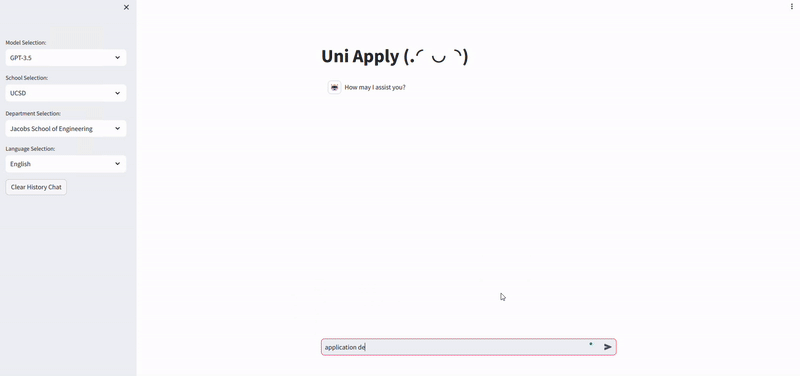 Model Selection:
GPT-3.5
School Selection:
UCSD
Department Selection:
Jacobs School of Engineering
Language Selection:
English
Clear History Chat
Uni Apply (.◜ ◡ ◝)
How may I assist you?
application de